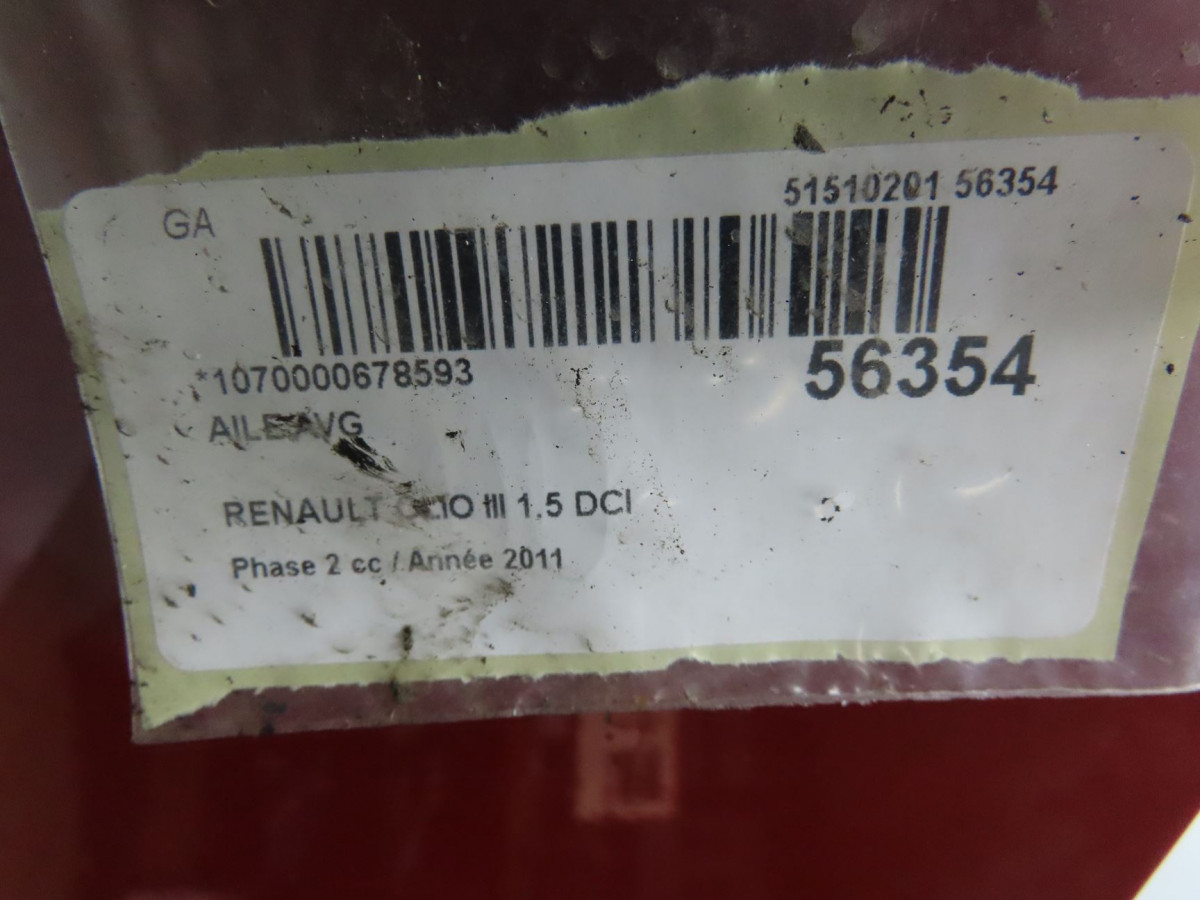 GA
51510201 56354
*1070000678593
56354
AILE AVG
RENAULT CLIO III 1.5 DCI
Phase 2 cc / Année 2011